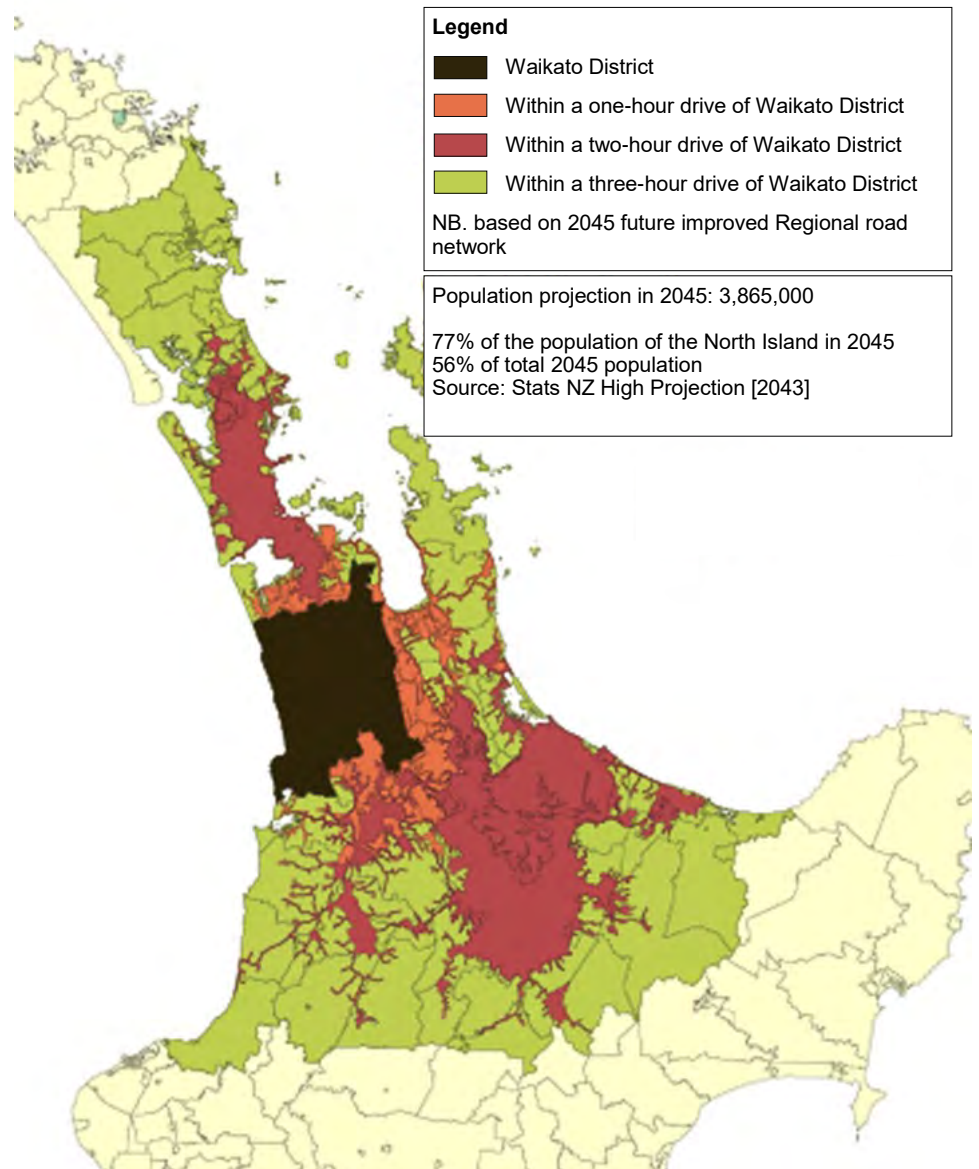 Legend
Waikato District
Within a one-hour drive of Waikato District
Within a two-hour drive of Waikato District
Within a three-hour drive of Waikato District
NB. based on 2045 future improved Regional road
network
Population projection in 2045: 3,865,000
77% of the population of the North Island in 2045
56% of total 2045 population
Source: Stats NZ High Projection [2043]